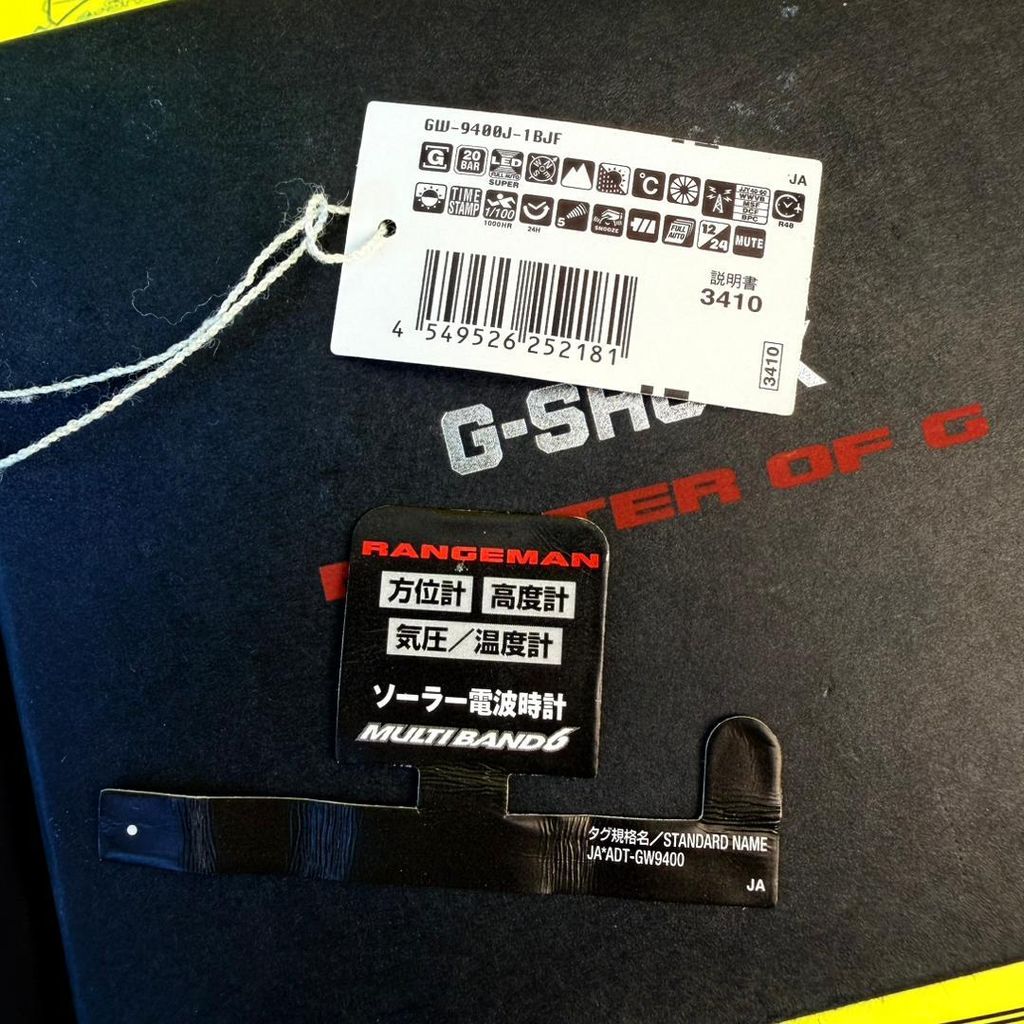 GW-9400J-1BJF
JA
G
20 BAR
LED
FULL AUTO
SUPER
°C
JJY 40·60
WWVB
MSF
DCF
BPC
R48
TIME STAMP
1/100
1000HR
24H
5
SNOOZE
FULL AUTO
12/24
MUTE
説明書
3410
3410
4 549526 252181
G-SHOCK
TER OF G
RANGEMAN
方位計 高度計
気圧／温度計
ソーラー電波時計
MULTI BAND 6
タグ規格名／STANDARD NAME
JA*ADT-GW9400
JA